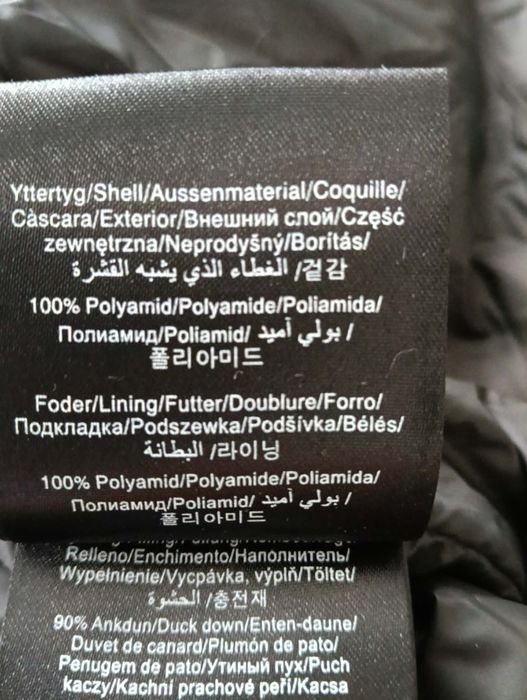 Yttertyg/Shell/Aussenmaterial/Coquille/
Càscara/Exterior/Внешний слой/Część
zewnętrzna/Neprodyšný/Borítás/
الغطاء الذي يشبه القشرة /겉감
100% Polyamid/Polyamide/Poliamida/
Полиамид/Poliamid/ بولي أميد /
폴리아미드
Foder/Lining/Futter/Doublure/Forro/
Подкладка/Podszewka/Podšívka/Bélés/
البطانة /라이닝
100% Polyamid/Polyamide/Poliamida/
Полиамид/Poliamid/ بولي أميد /
폴리아미드
Relleno/Enchimento/Наполнитель/
Wypełnienie/Vycpávka, výplň/Töltet/
الحشوة /충전재
90% Ankdun/Duck down/Enten-daune/
Duvet de canard/Plumón de pato/
Penugem de pato/Утиный пух/Puch
kaczy/Kachní prachové peří/Kacsa